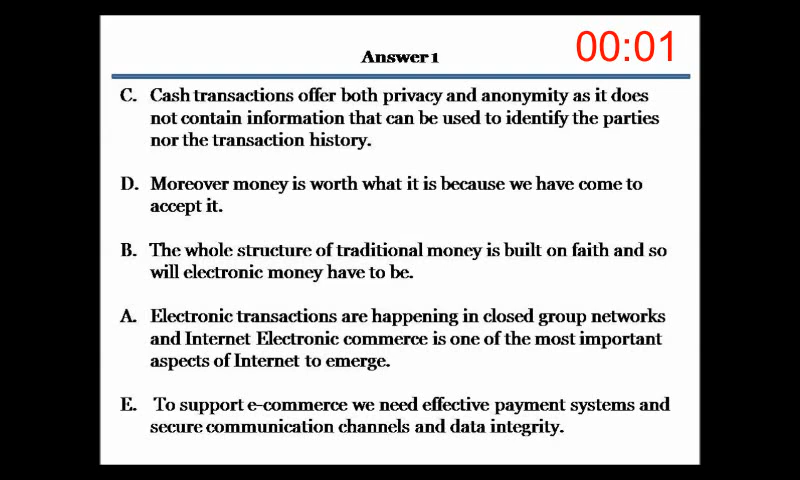 Answer 1
00:01
C. Cash transactions offer both privacy and anonymity as it does
not contain information that can be used to identify the parties
nor the transaction history.
D. Moreover money is worth what it is because we have come to
accept it.
B. The whole structure of traditional money is built on faith and so
will electronic money have to be.
A. Electronic transactions are happening in closed group networks
and Internet Electronic commerce is one of the most important
aspects of Internet to emerge.
E. To support e-commerce we need effective payment systems and
secure communication channels and data integrity.